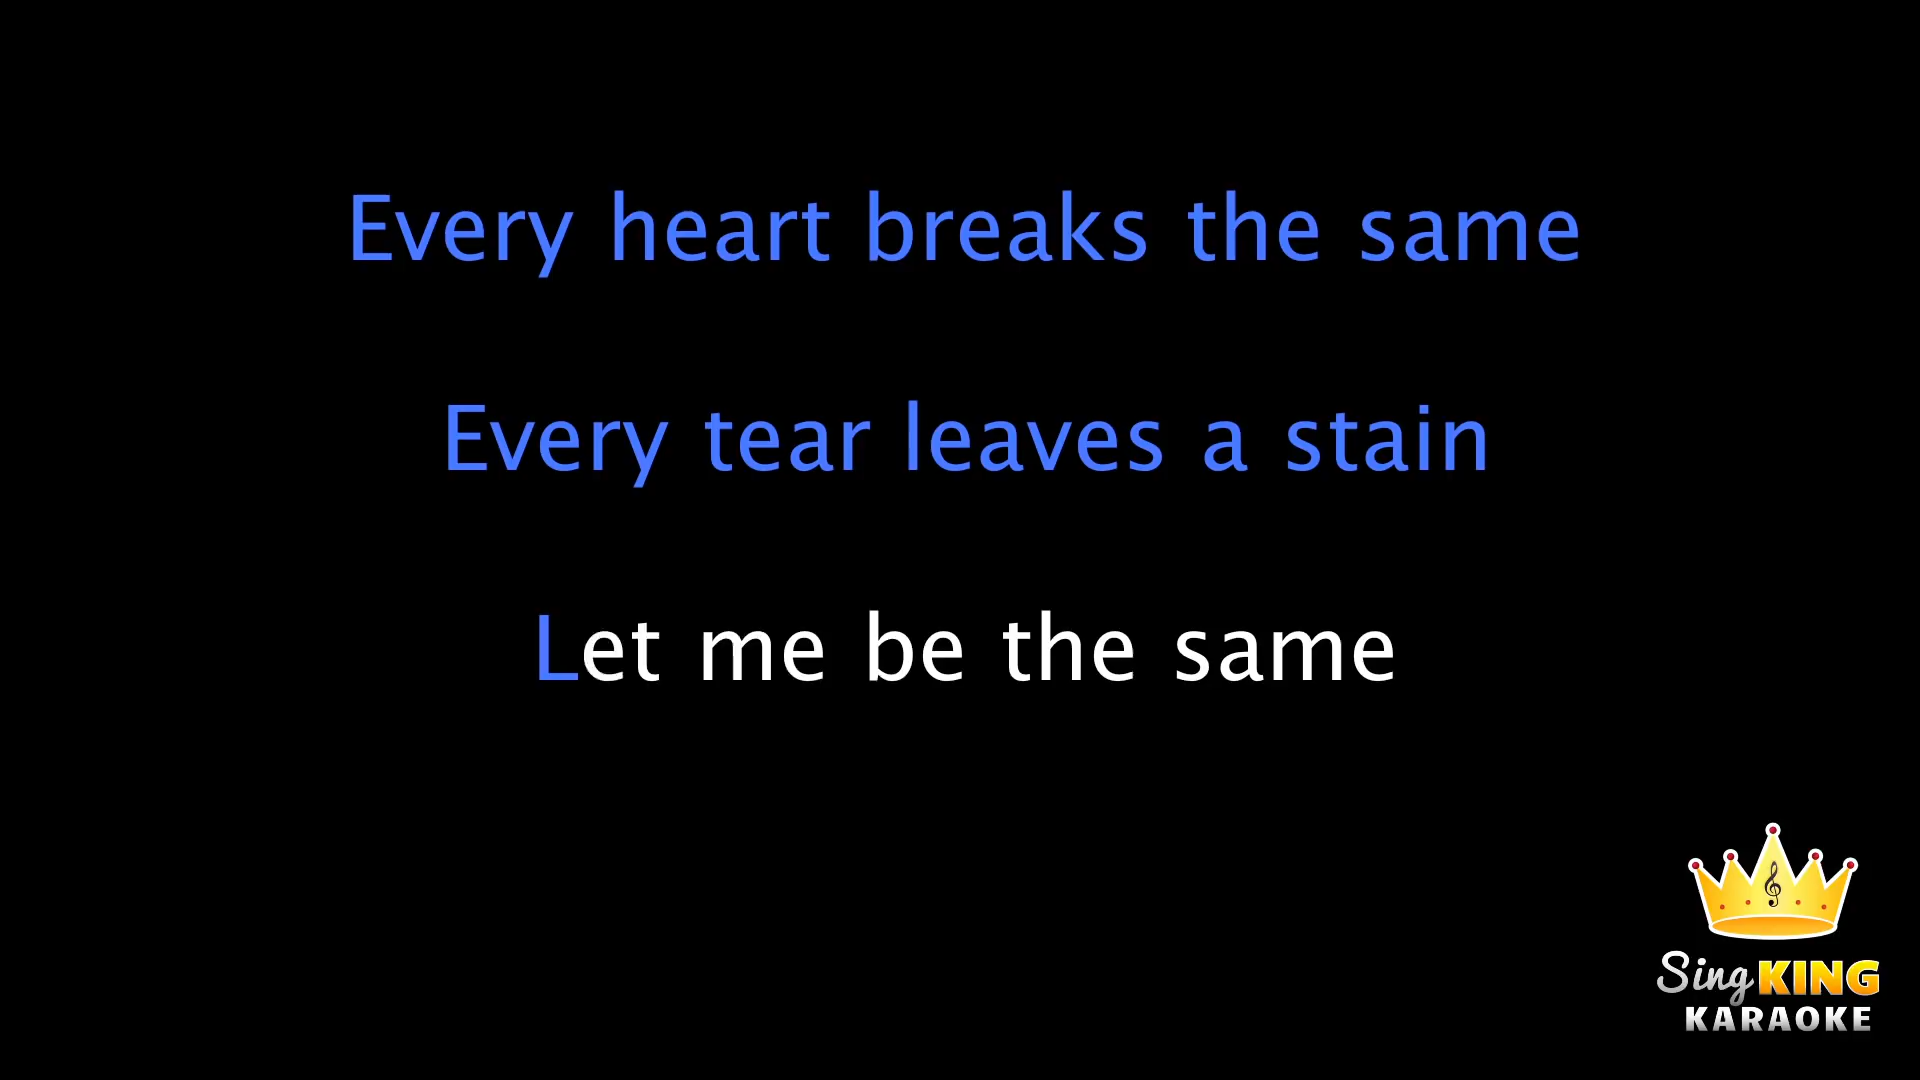 Every heart breaks the same
Every tear leaves a stain
Let me be the same
Sing KING
KARAOKE